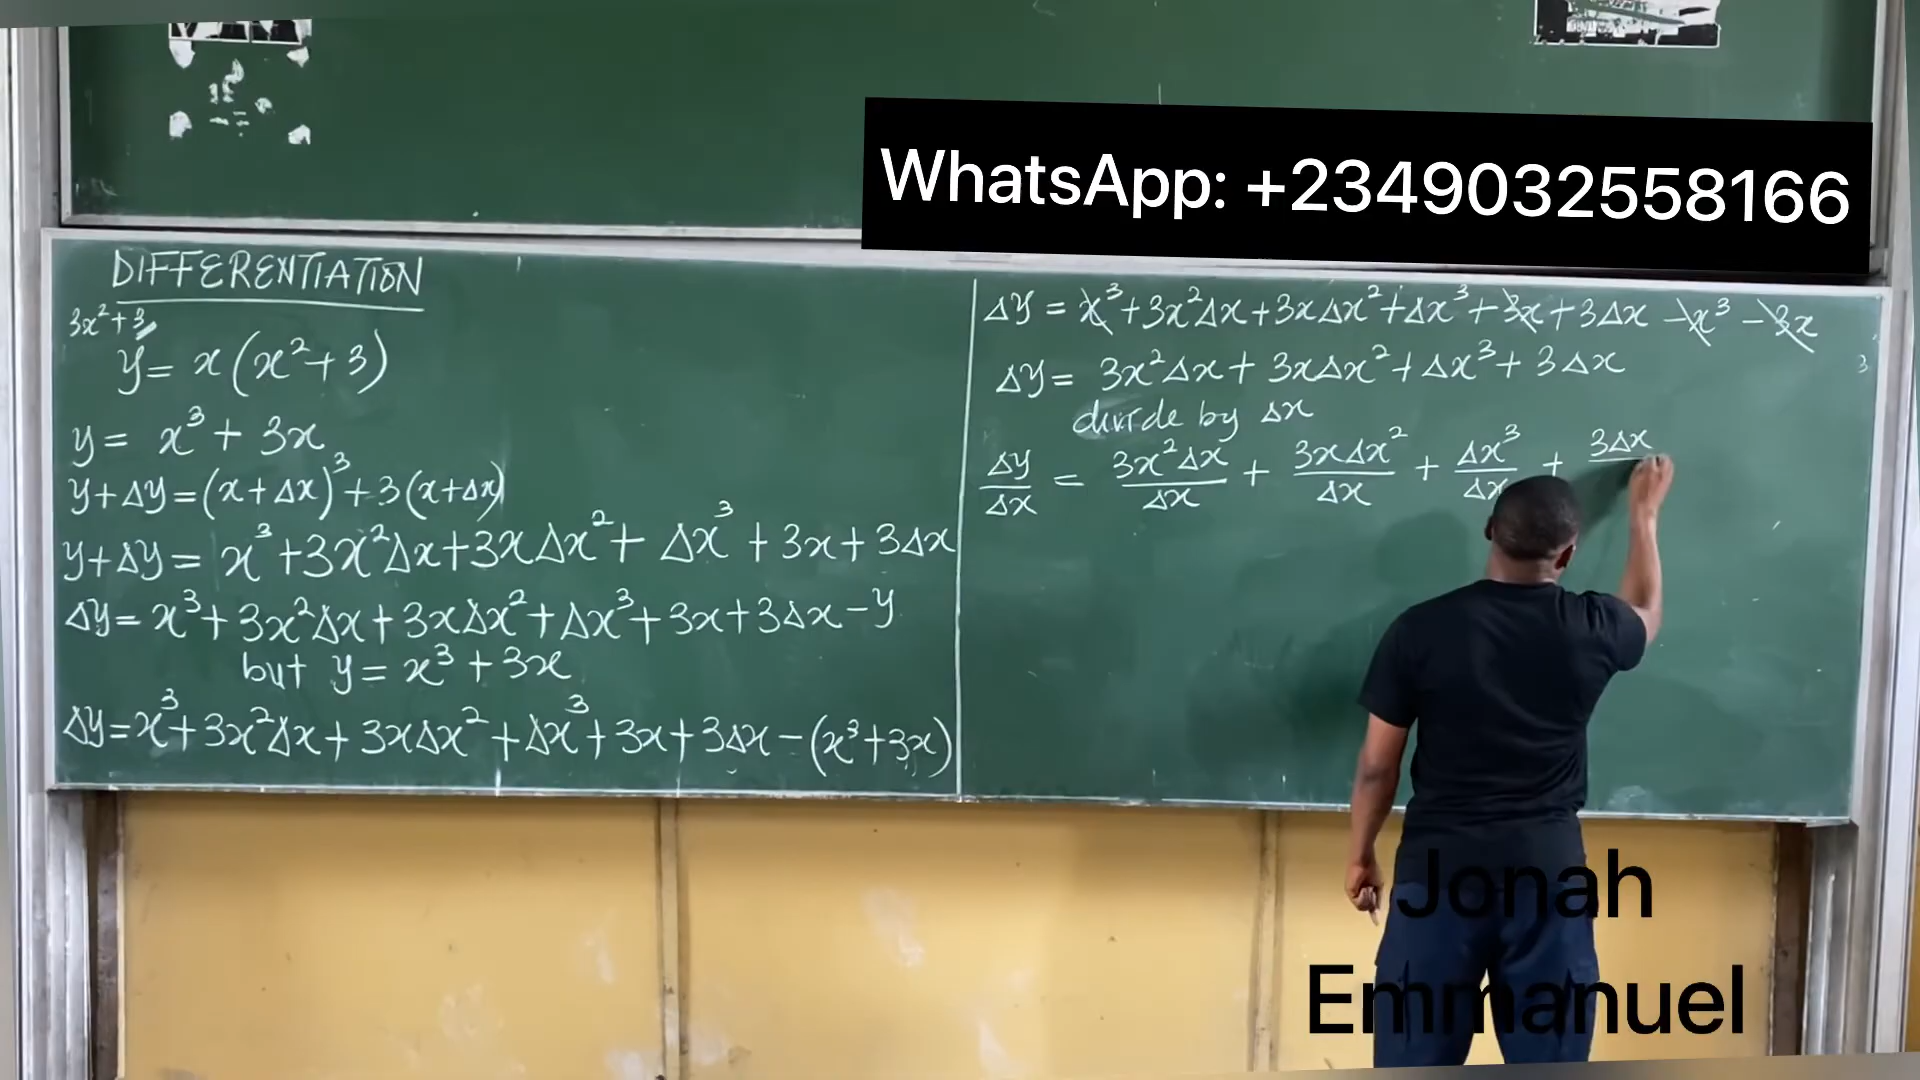 WhatsApp: +2349032558166
DIFFERENTIATION
3x²+3
y = x(x²+3)
y = x³ + 3x
y+Δy = (x+Δx)³+3(x+Δx)
y+Δy = x³+3x²Δx+3xΔx²+ Δx³ +3x+3Δx
Δy = x³+3x²Δx+3xΔx²+Δx³+3x+3Δx-y
but y = x³+3x
Δy = x³+3x²Δx+3xΔx²+Δx³+3x+3Δx-(x³+3x)
Δy = x³+3x²Δx+3xΔx²+Δx³+3x+3Δx-x³-3x
Δy = 3x²Δx+3xΔx²+Δx³+3Δx
3
divide by Δx
Δy/Δx = 3x²Δx/Δx + 3xΔx²/Δx + Δx³/Δx + 3Δx
Jonah
Emmanuel